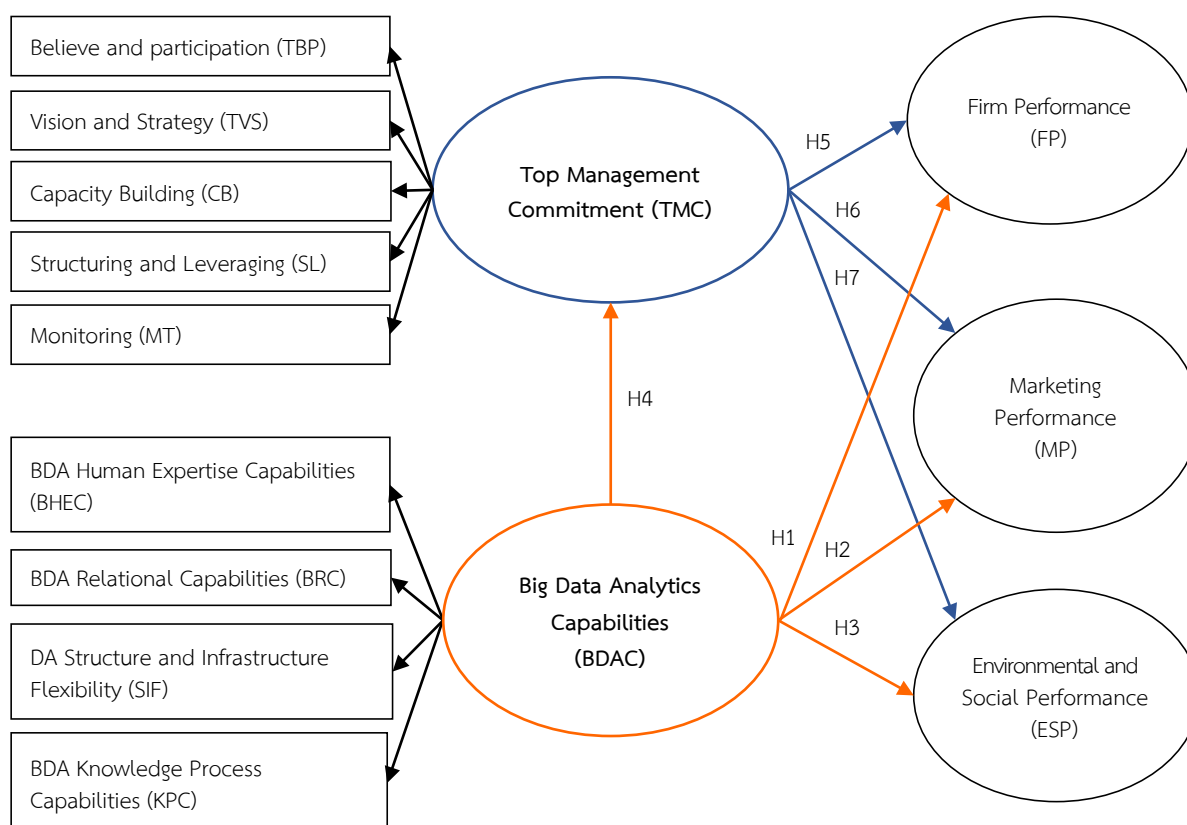 Believe and participation (TBP)
Vision and Strategy (TVS)
Capacity Building (CB)
Structuring and Leveraging (SL)
Monitoring (MT)
BDA Human Expertise Capabilities
(BHEC)
BDA Relational Capabilities (BRC)
DA Structure and Infrastructure
Flexibility (SIF)
BDA Knowledge Process
Capabilities (KPC)
Top Management
Commitment (TMC)
H4
Big Data Analytics
Capabilities
(BDAC)
H5
H6
H7
H1
H2
H3
Firm Performance
(FP)
Marketing
Performance
(MP)
Environmental and
Social Performance
(ESP)